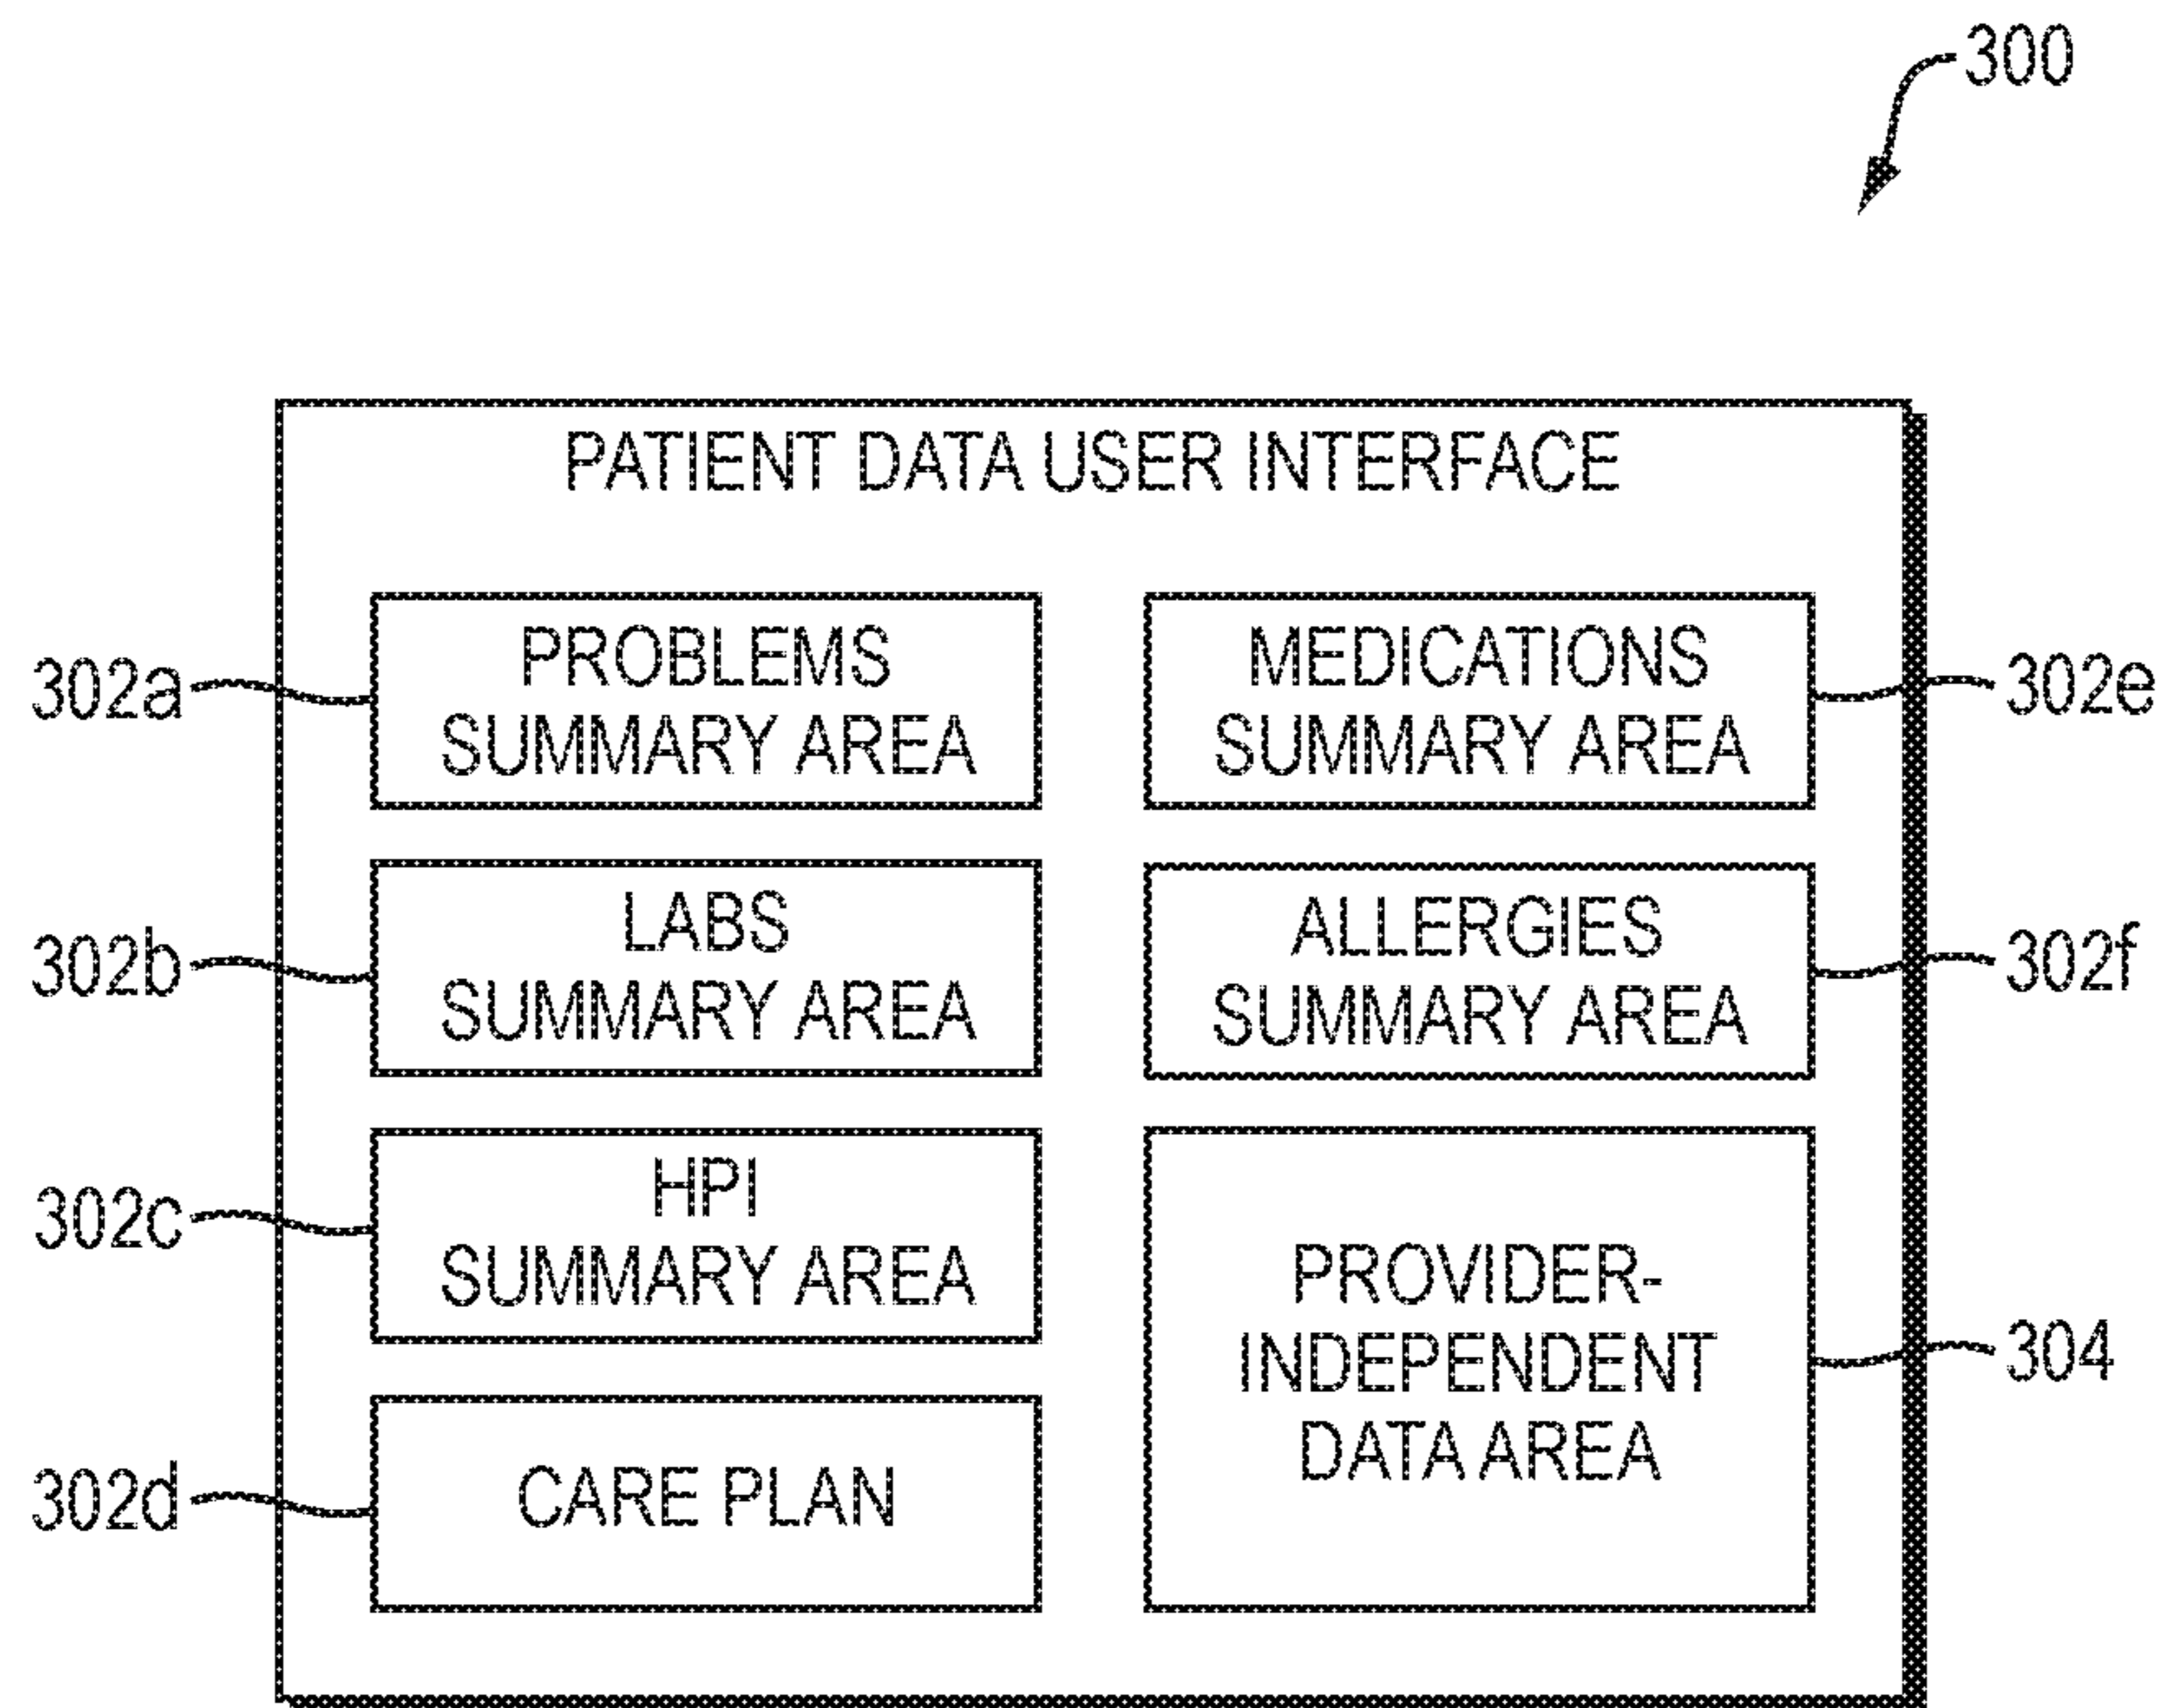 300
PATIENT DATA USER INTERFACE
302a
PROBLEMS
SUMMARY AREA
MEDICATIONS
SUMMARY AREA
302e
302b
LABS
SUMMARY AREA
ALLERGIES
SUMMARY AREA
302f
302c
HPI
SUMMARY AREA
PROVIDER-
INDEPENDENT
DATA AREA
304
302d
CARE PLAN